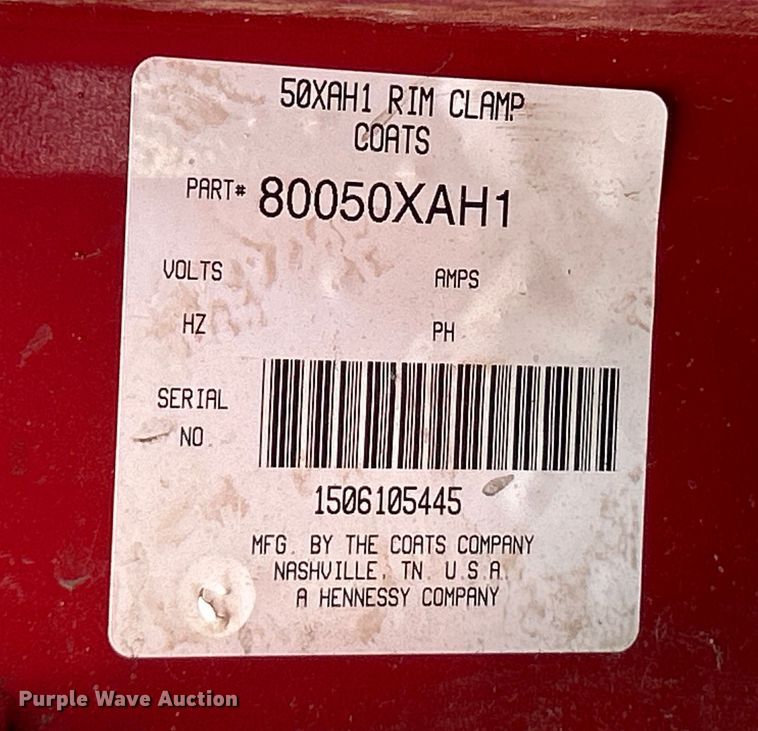 50XAH1 RIM CLAMP
COATS
PART# 80050XAH1
VOLTS AMPS
HZ PH
SERIAL
NO
1506105445
MFG. BY THE COATS COMPANY
NASHVILLE, TN U.S.A.
A HENNESSY COMPANY
Purple Wave Auction